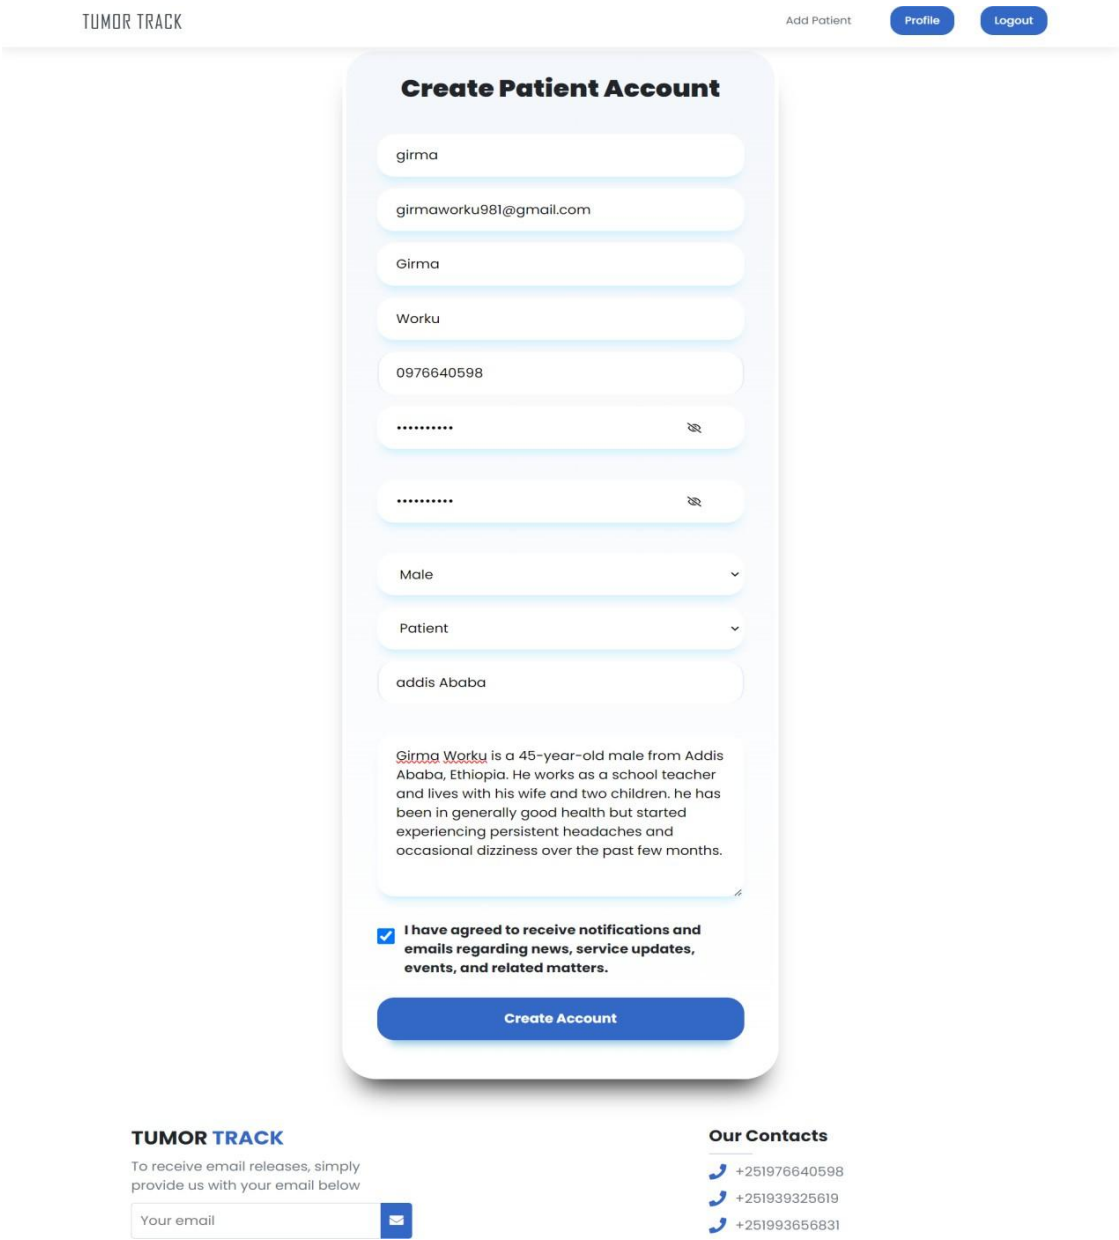 TUMOR TRACK
Add Patient
Profile
Logout
Create Patient Account
girma
girmaworku981@gmail.com
Girma
Worku
0976640598
••••••••••
••••••••••
Male
Patient
addis Ababa
Girma Worku is a 45-year-old male from Addis
Ababa, Ethiopia. He works as a school teacher
and lives with his wife and two children. he has
been in generally good health but started
experiencing persistent headaches and
occasional dizziness over the past few months.
I have agreed to receive notifications and
emails regarding news, service updates,
events, and related matters.
Create Account
TUMOR TRACK
To receive email releases, simply
provide us with your email below
Your email
Our Contacts
+251976640598
+251939325619
+251993656831